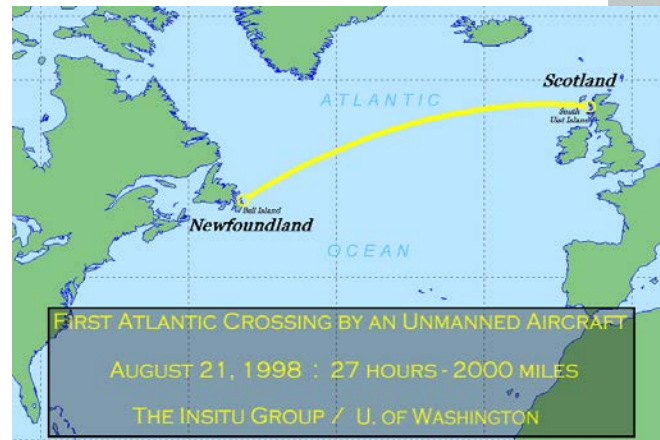 Scotland
ATLANTIC
South
Uist Island
Bell Island
Newfoundland
OCEAN
First Atlantic Crossing by an Unmanned Aircraft
August 21, 1998 : 27 hours - 2000 miles
The Insitu Group / U. of Washington